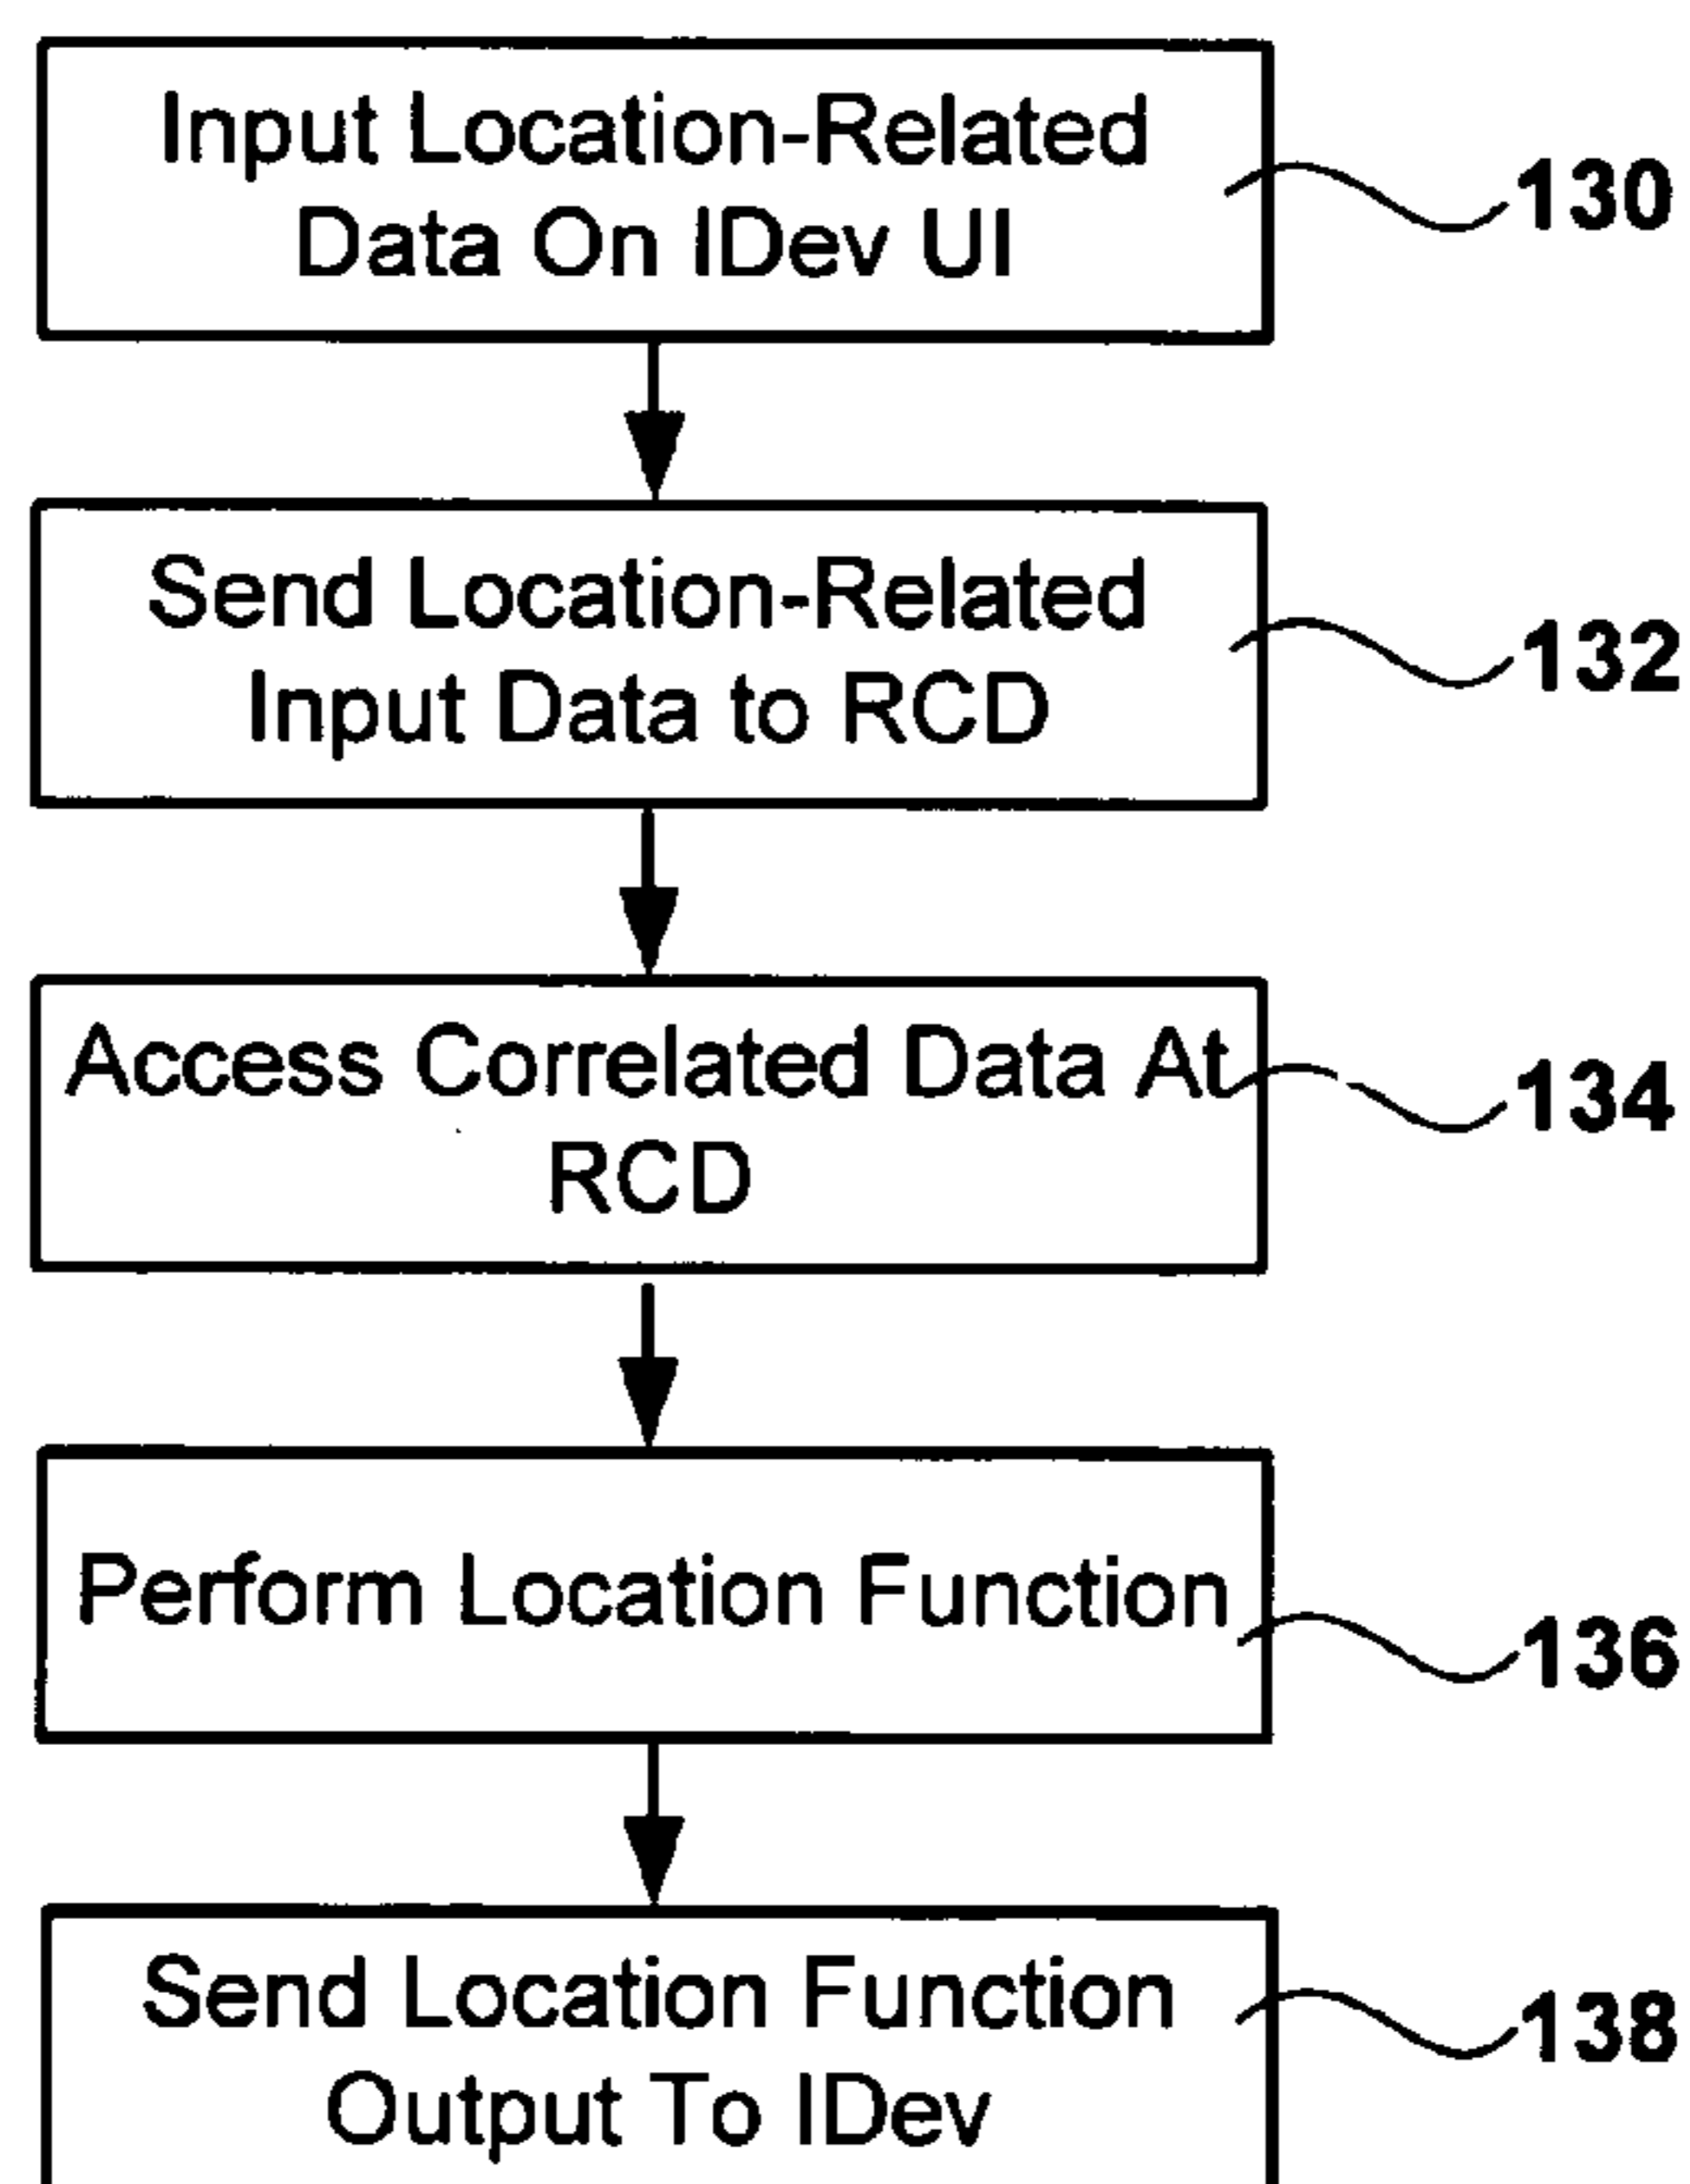 Input Location-Related
Data On IDev UI
130
Send Location-Related
Input Data to RCD
132
Access Correlated Data At
RCD
134
Perform Location Function
136
Send Location Function
Output To IDev
138